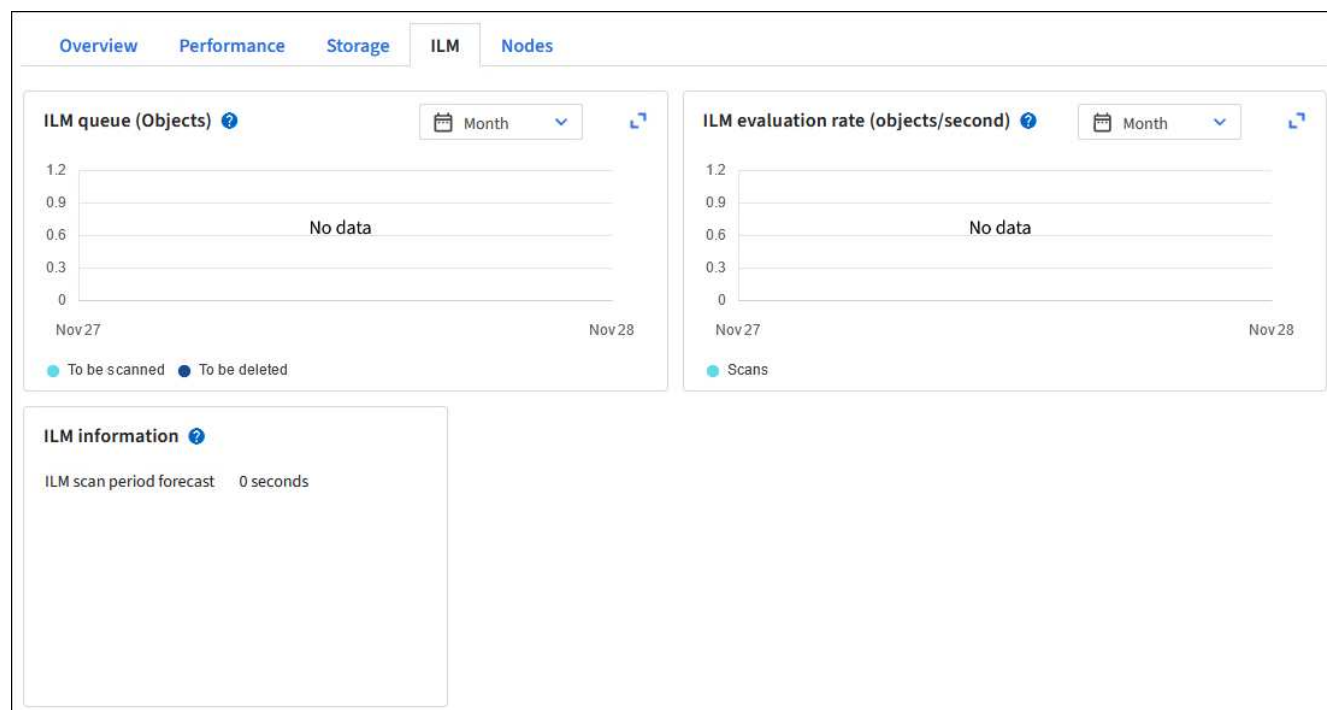 Overview Performance Storage ILM Nodes
ILM queue (Objects) ? Month
1.2
0.9
0.6
0.3
0
No data
Nov 27 Nov 28
To be scanned To be deleted
ILM evaluation rate (objects/second) ? Month
1.2
0.9
0.6
0.3
0
No data
Nov 27 Nov 28
Scans
ILM information ?
ILM scan period forecast 0 seconds